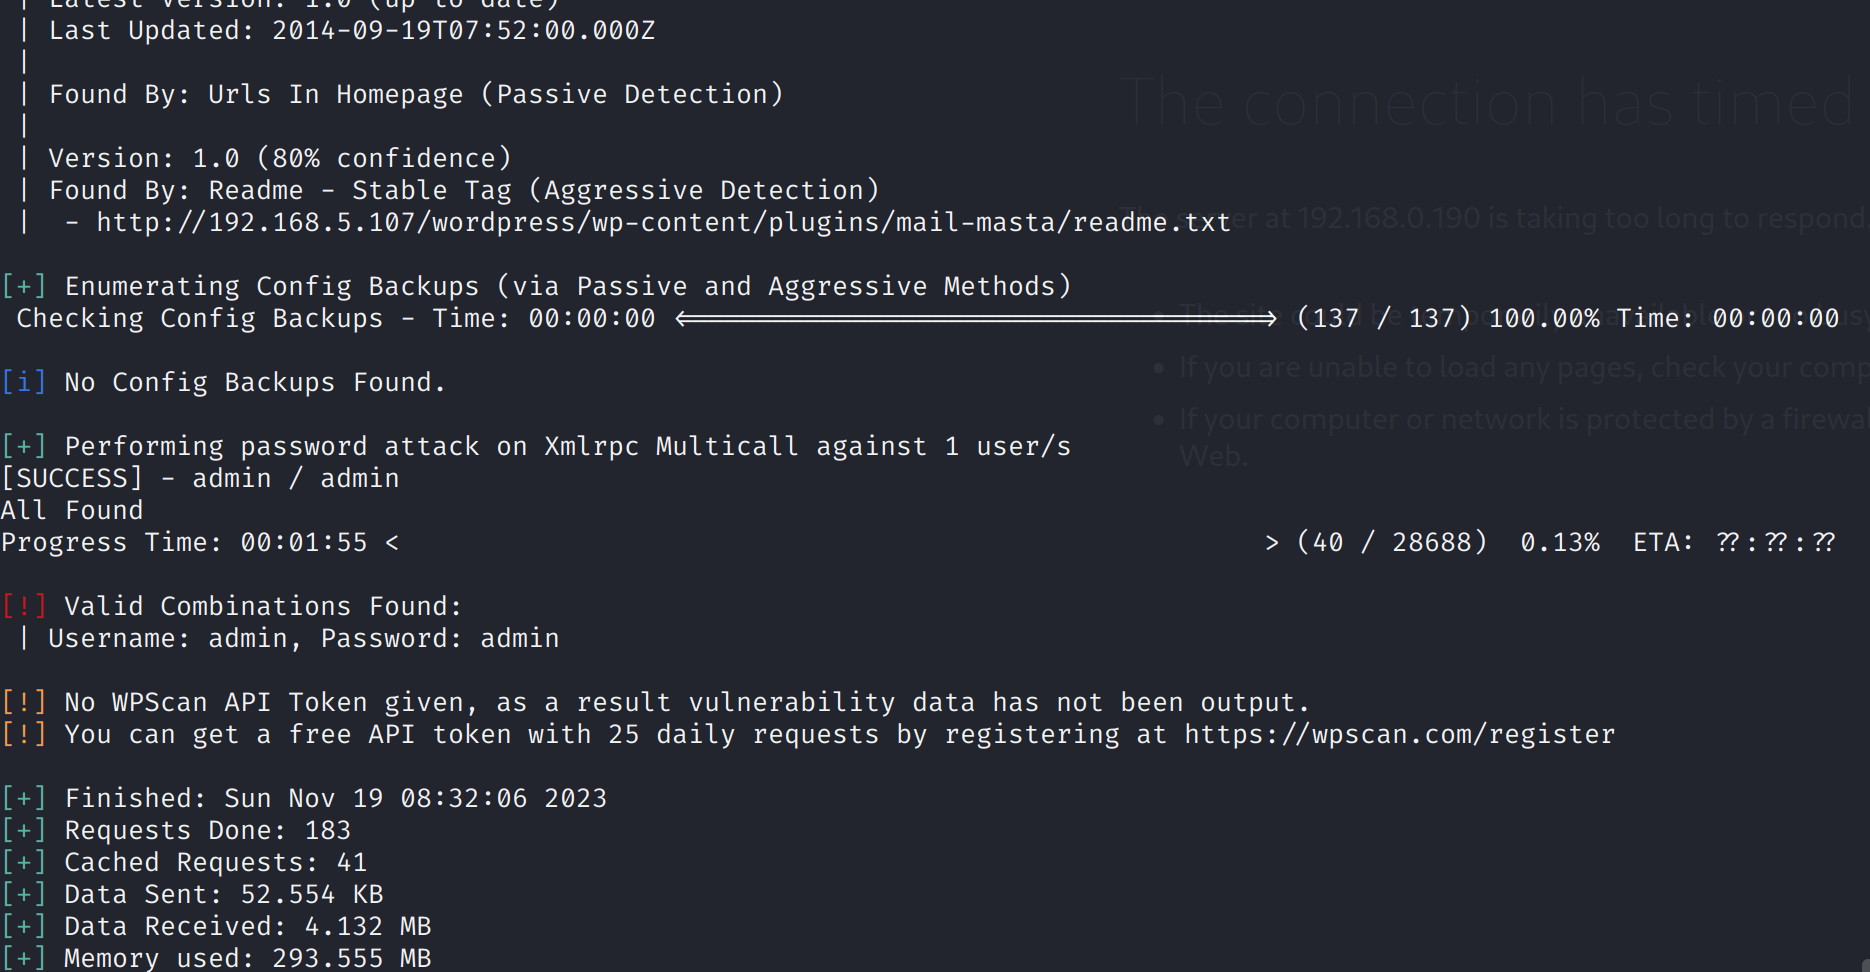 | Latest Version: 1.0 (up to date)
| Last Updated: 2014-09-19T07:52:00.000Z
|
| Found By: Urls In Homepage (Passive Detection)
|
| Version: 1.0 (80% confidence)
| Found By: Readme - Stable Tag (Aggressive Detection)
|  - http://192.168.5.107/wordpress/wp-content/plugins/mail-masta/readme.txt
[+] Enumerating Config Backups (via Passive and Aggressive Methods)
Checking Config Backups - Time: 00:00:00 <======================================> (137 / 137) 100.00% Time: 00:00:00
[i] No Config Backups Found.
[+] Performing password attack on Xmlrpc Multicall against 1 user/s
[SUCCESS] - admin / admin
All Found
Progress Time: 00:01:55 < > (40 / 28688) 0.13% ETA: ??:??:??
[!] Valid Combinations Found:
| Username: admin, Password: admin
[!] No WPScan API Token given, as a result vulnerability data has not been output.
[!] You can get a free API token with 25 daily requests by registering at https://wpscan.com/register
[+] Finished: Sun Nov 19 08:32:06 2023
[+] Requests Done: 183
[+] Cached Requests: 41
[+] Data Sent: 52.554 KB
[+] Data Received: 4.132 MB
[+] Memory used: 293.555 MB
The connection has timed
The server at 192.168.0.190 is taking too long to respond.
The site could be
If you are unable to load any pages, check your comp
If your computer or network is protected by a firewa
Web.